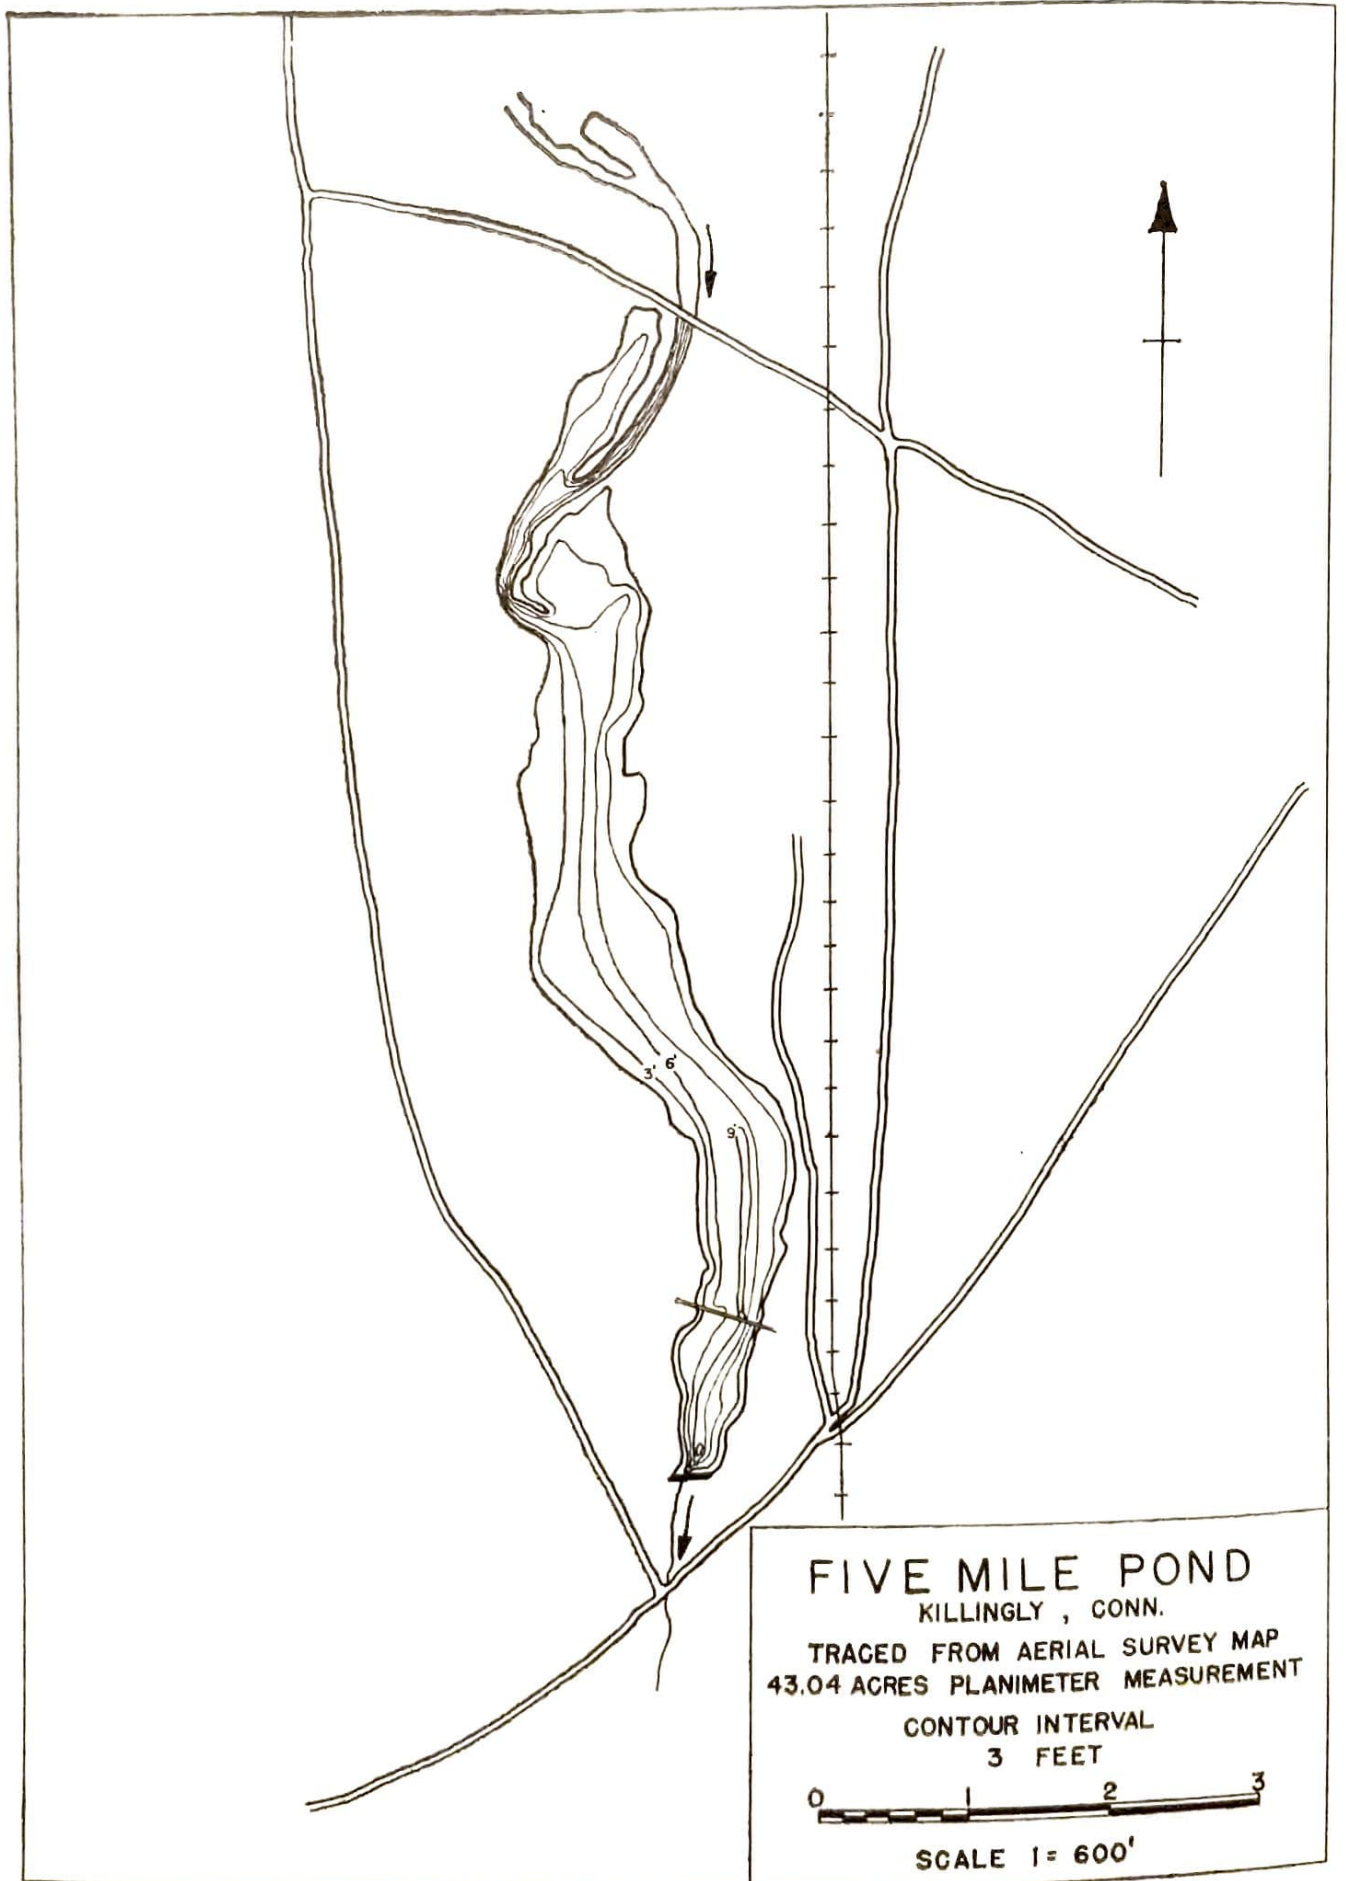 3' 6'
9'
FIVE MILE POND
KILLINGLY , CONN.
TRACED FROM AERIAL SURVEY MAP
43.04 ACRES PLANIMETER MEASUREMENT
CONTOUR INTERVAL
3 FEET
0 1 2 3
SCALE 1= 600'